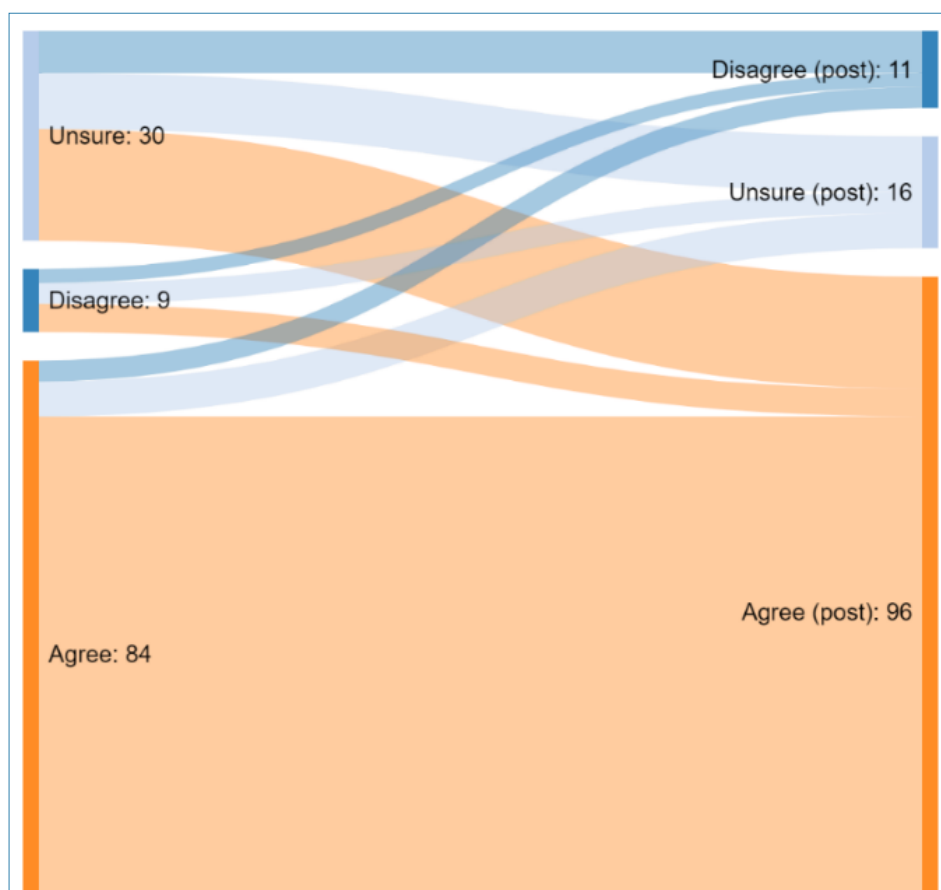 Disagree (post): 11
Unsure: 30
Unsure (post): 16
Disagree: 9
Agree (post): 96
Agree: 84